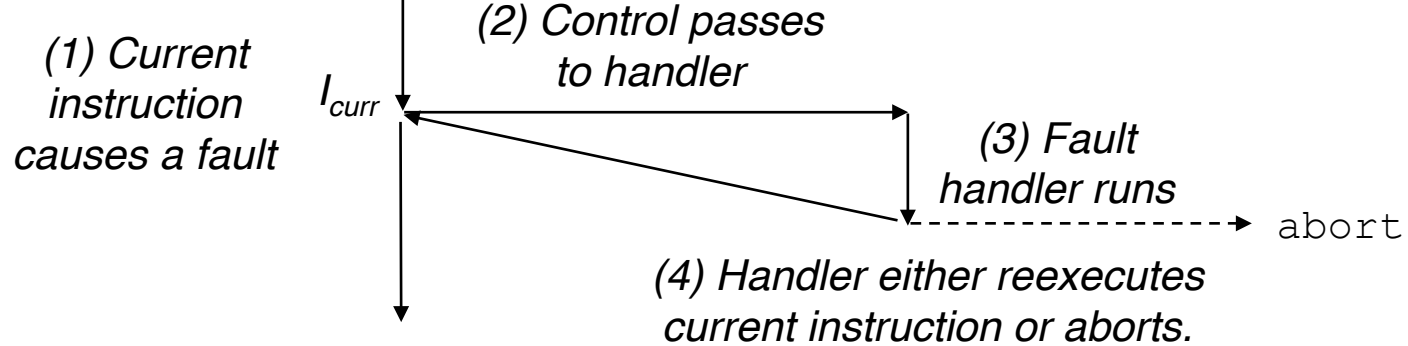 (1) Current
instruction
causes a fault
I_curr
(2) Control passes
to handler
(3) Fault
handler runs
abort
(4) Handler either reexecutes
current instruction or aborts.